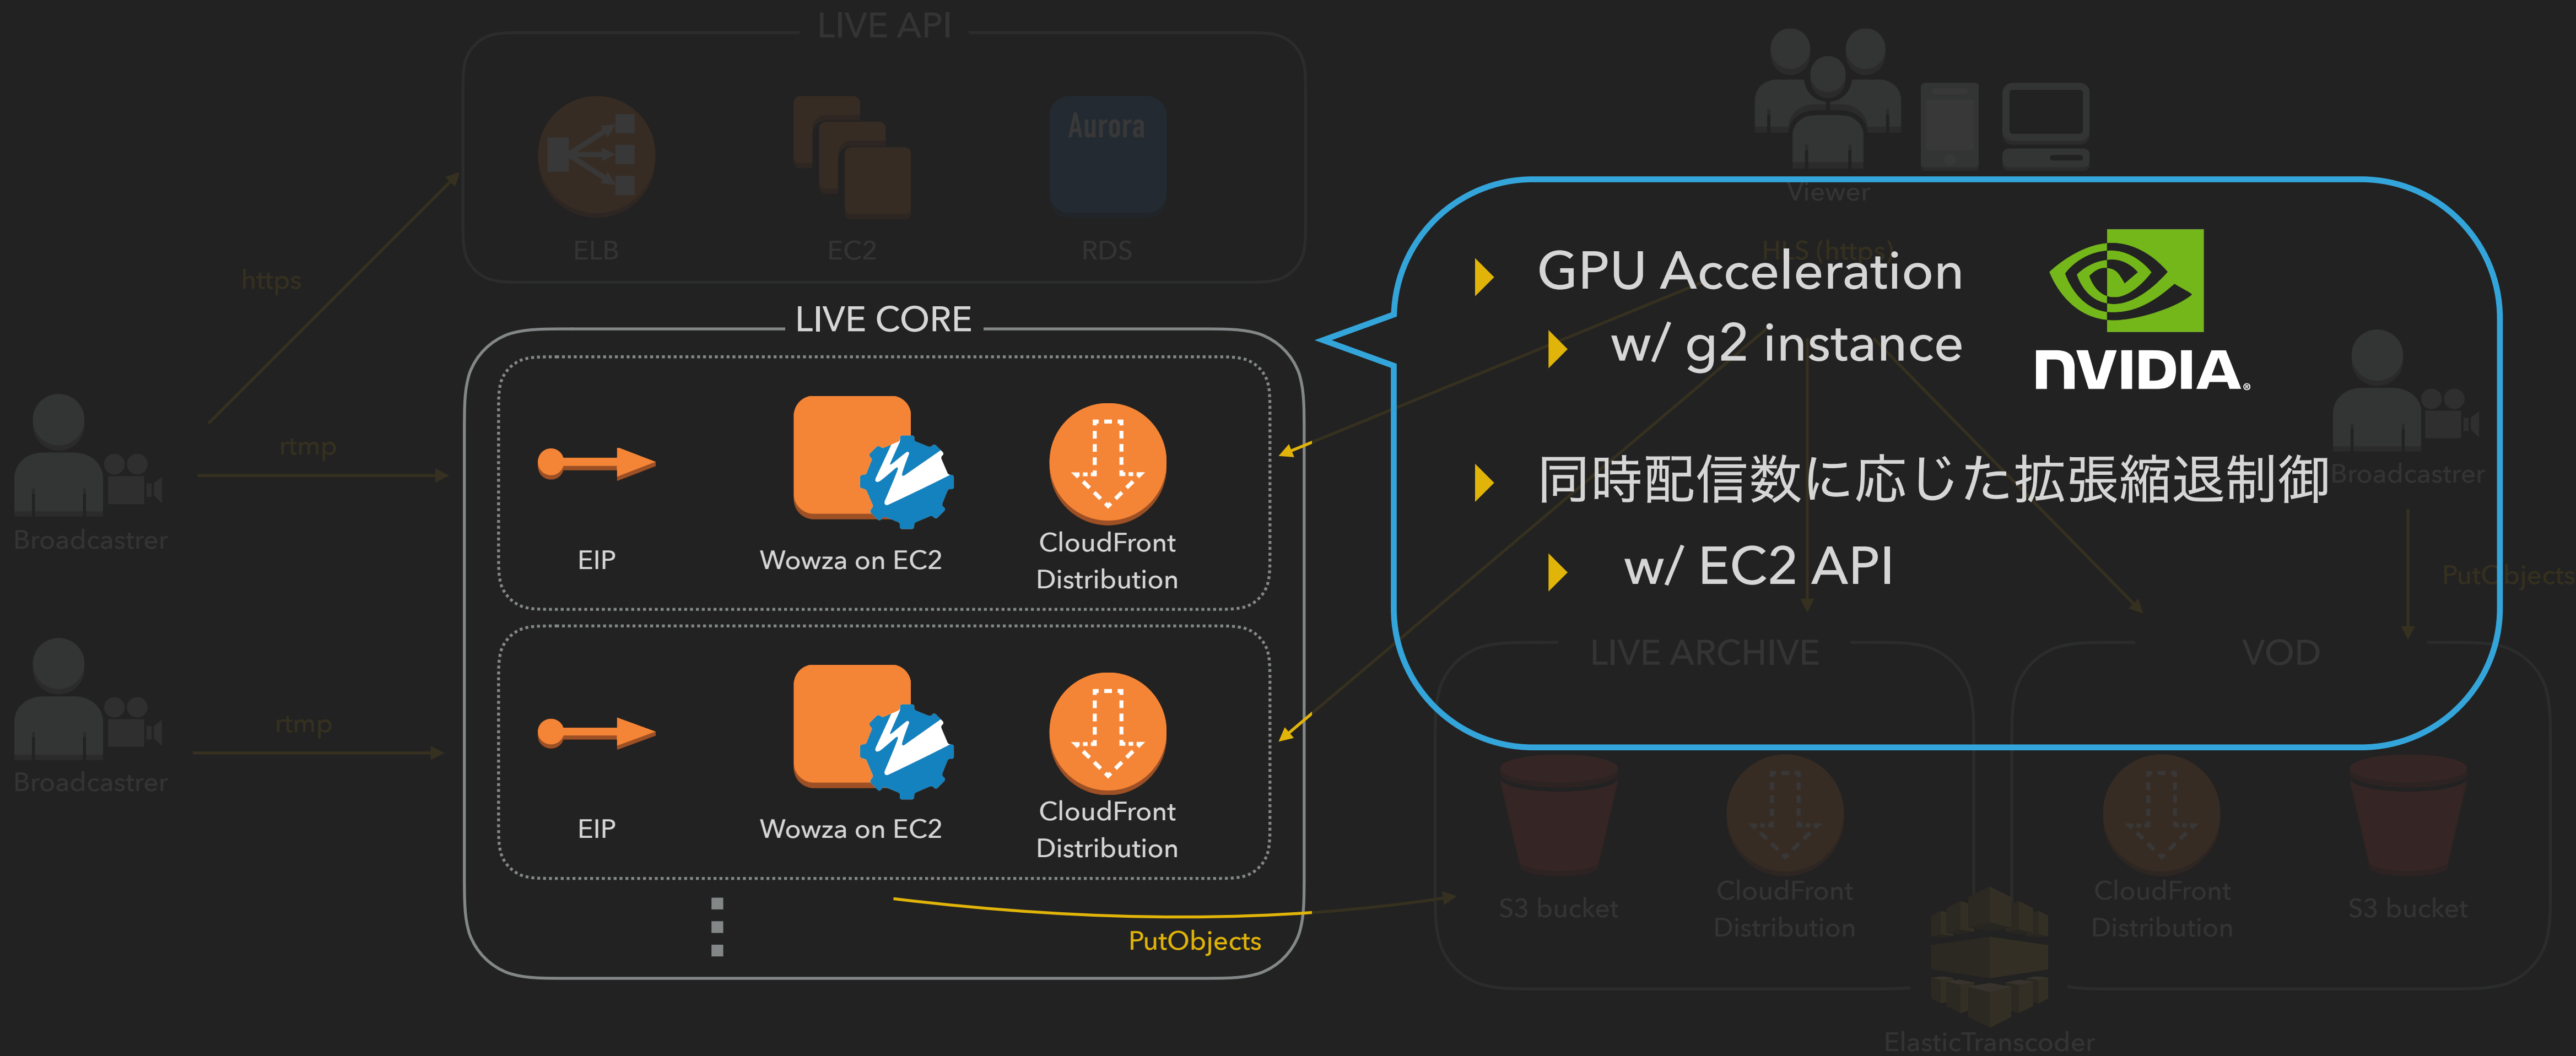 LIVE API
Aurora
ELB
EC2
RDS
https
Viewer
HLS (https)
GPU Acceleration
w/ g2 instance
NVIDIA®
同時配信数に応じた拡張縮退制御
w/ EC2 API
LIVE CORE
rtmp
Broadcastrer
EIP
Wowza on EC2
CloudFront
Distribution
Broadcastrer
PutObjects
rtmp
Broadcastrer
EIP
Wowza on EC2
CloudFront
Distribution
PutObjects
LIVE ARCHIVE
S3 bucket
CloudFront
Distribution
VOD
CloudFront
Distribution
S3 bucket
ElasticTranscoder